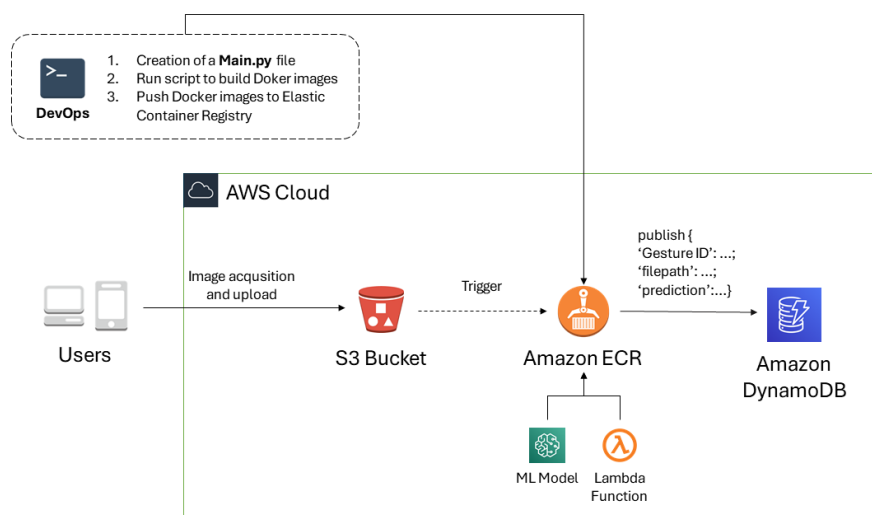 1. Creation of a Main.py file
2. Run script to build Doker images
3. Push Docker images to Elastic
Container Registry
DevOps
AWS Cloud
Image acqusition
and upload
Trigger
publish {
‘Gesture ID’: ...;
‘filepath’: ...;
‘prediction’:...}
Users
S3 Bucket
Amazon ECR
Amazon
DynamoDB
ML Model
Lambda
Function